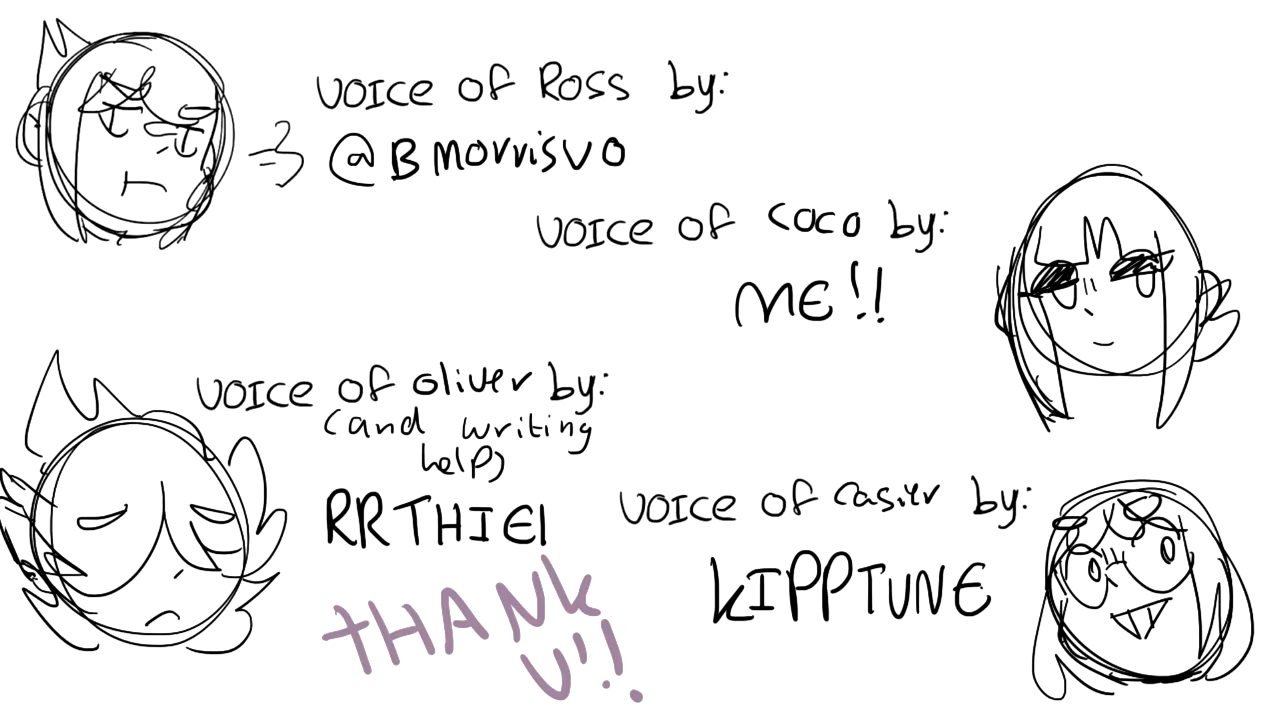 VOICE OF ROSS by:
@BMorrisVO
VOICE OF COCO by:
ME!!
VOICE OF oliver by:
(and writing
help)
RRTHIEl
VOICE OF casier by:
KIPPTUNE
THANK
U!!